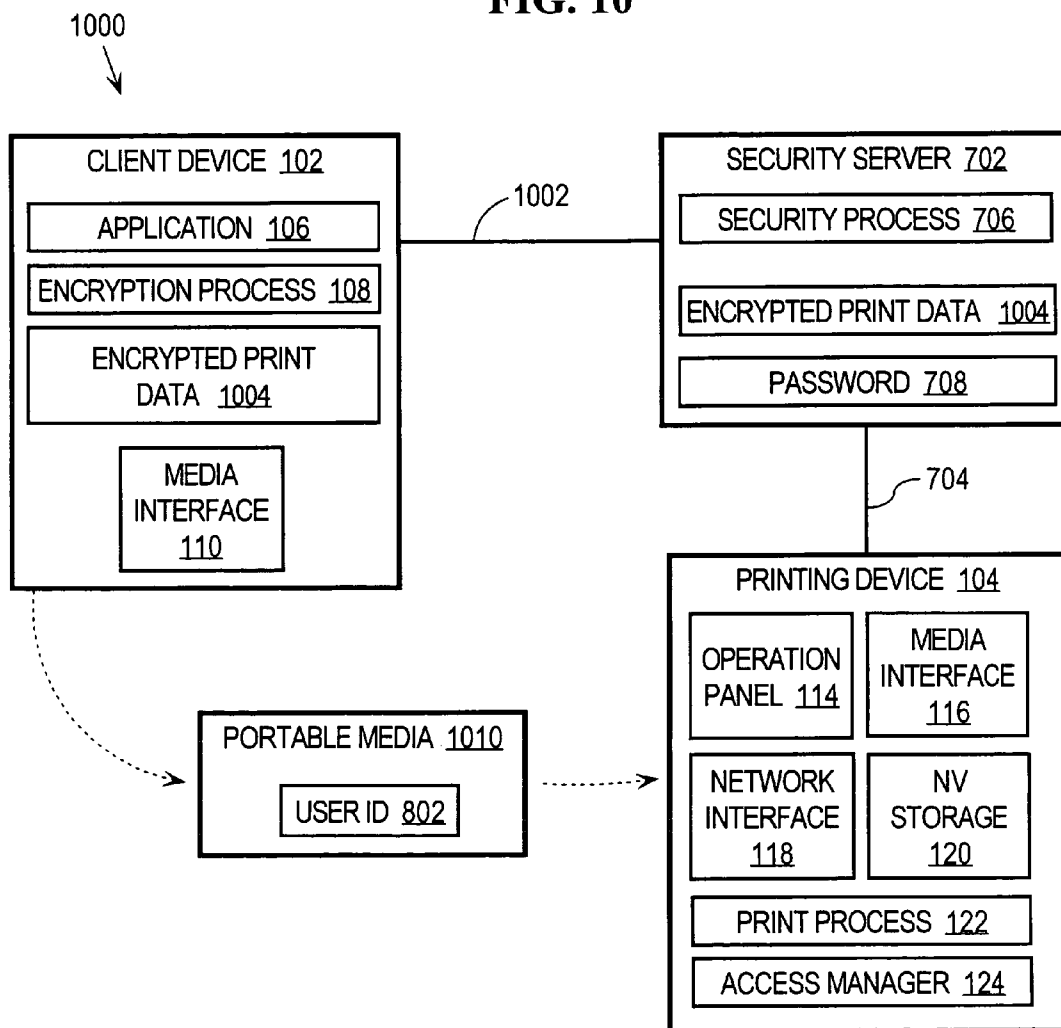 FIG. 10
1000
CLIENT DEVICE 102
APPLICATION 106
ENCRYPTION PROCESS 108
ENCRYPTED PRINT
DATA 1004
MEDIA
INTERFACE
110
1002
SECURITY SERVER 702
SECURITY PROCESS 706
ENCRYPTED PRINT DATA 1004
PASSWORD 708
704
PORTABLE MEDIA 1010
USER ID 802
PRINTING DEVICE 104
OPERATION
PANEL 114
MEDIA
INTERFACE
116
NETWORK
INTERFACE
118
NV
STORAGE
120
PRINT PROCESS 122
ACCESS MANAGER 124